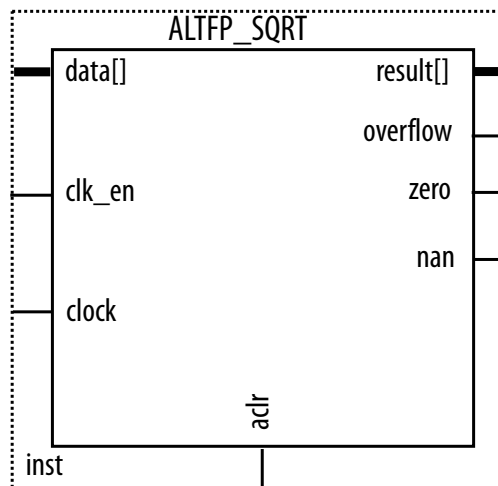 ALTFP_SQRT
data[] result[]
overflow
clk_en zero
nan
clock
aclr
inst